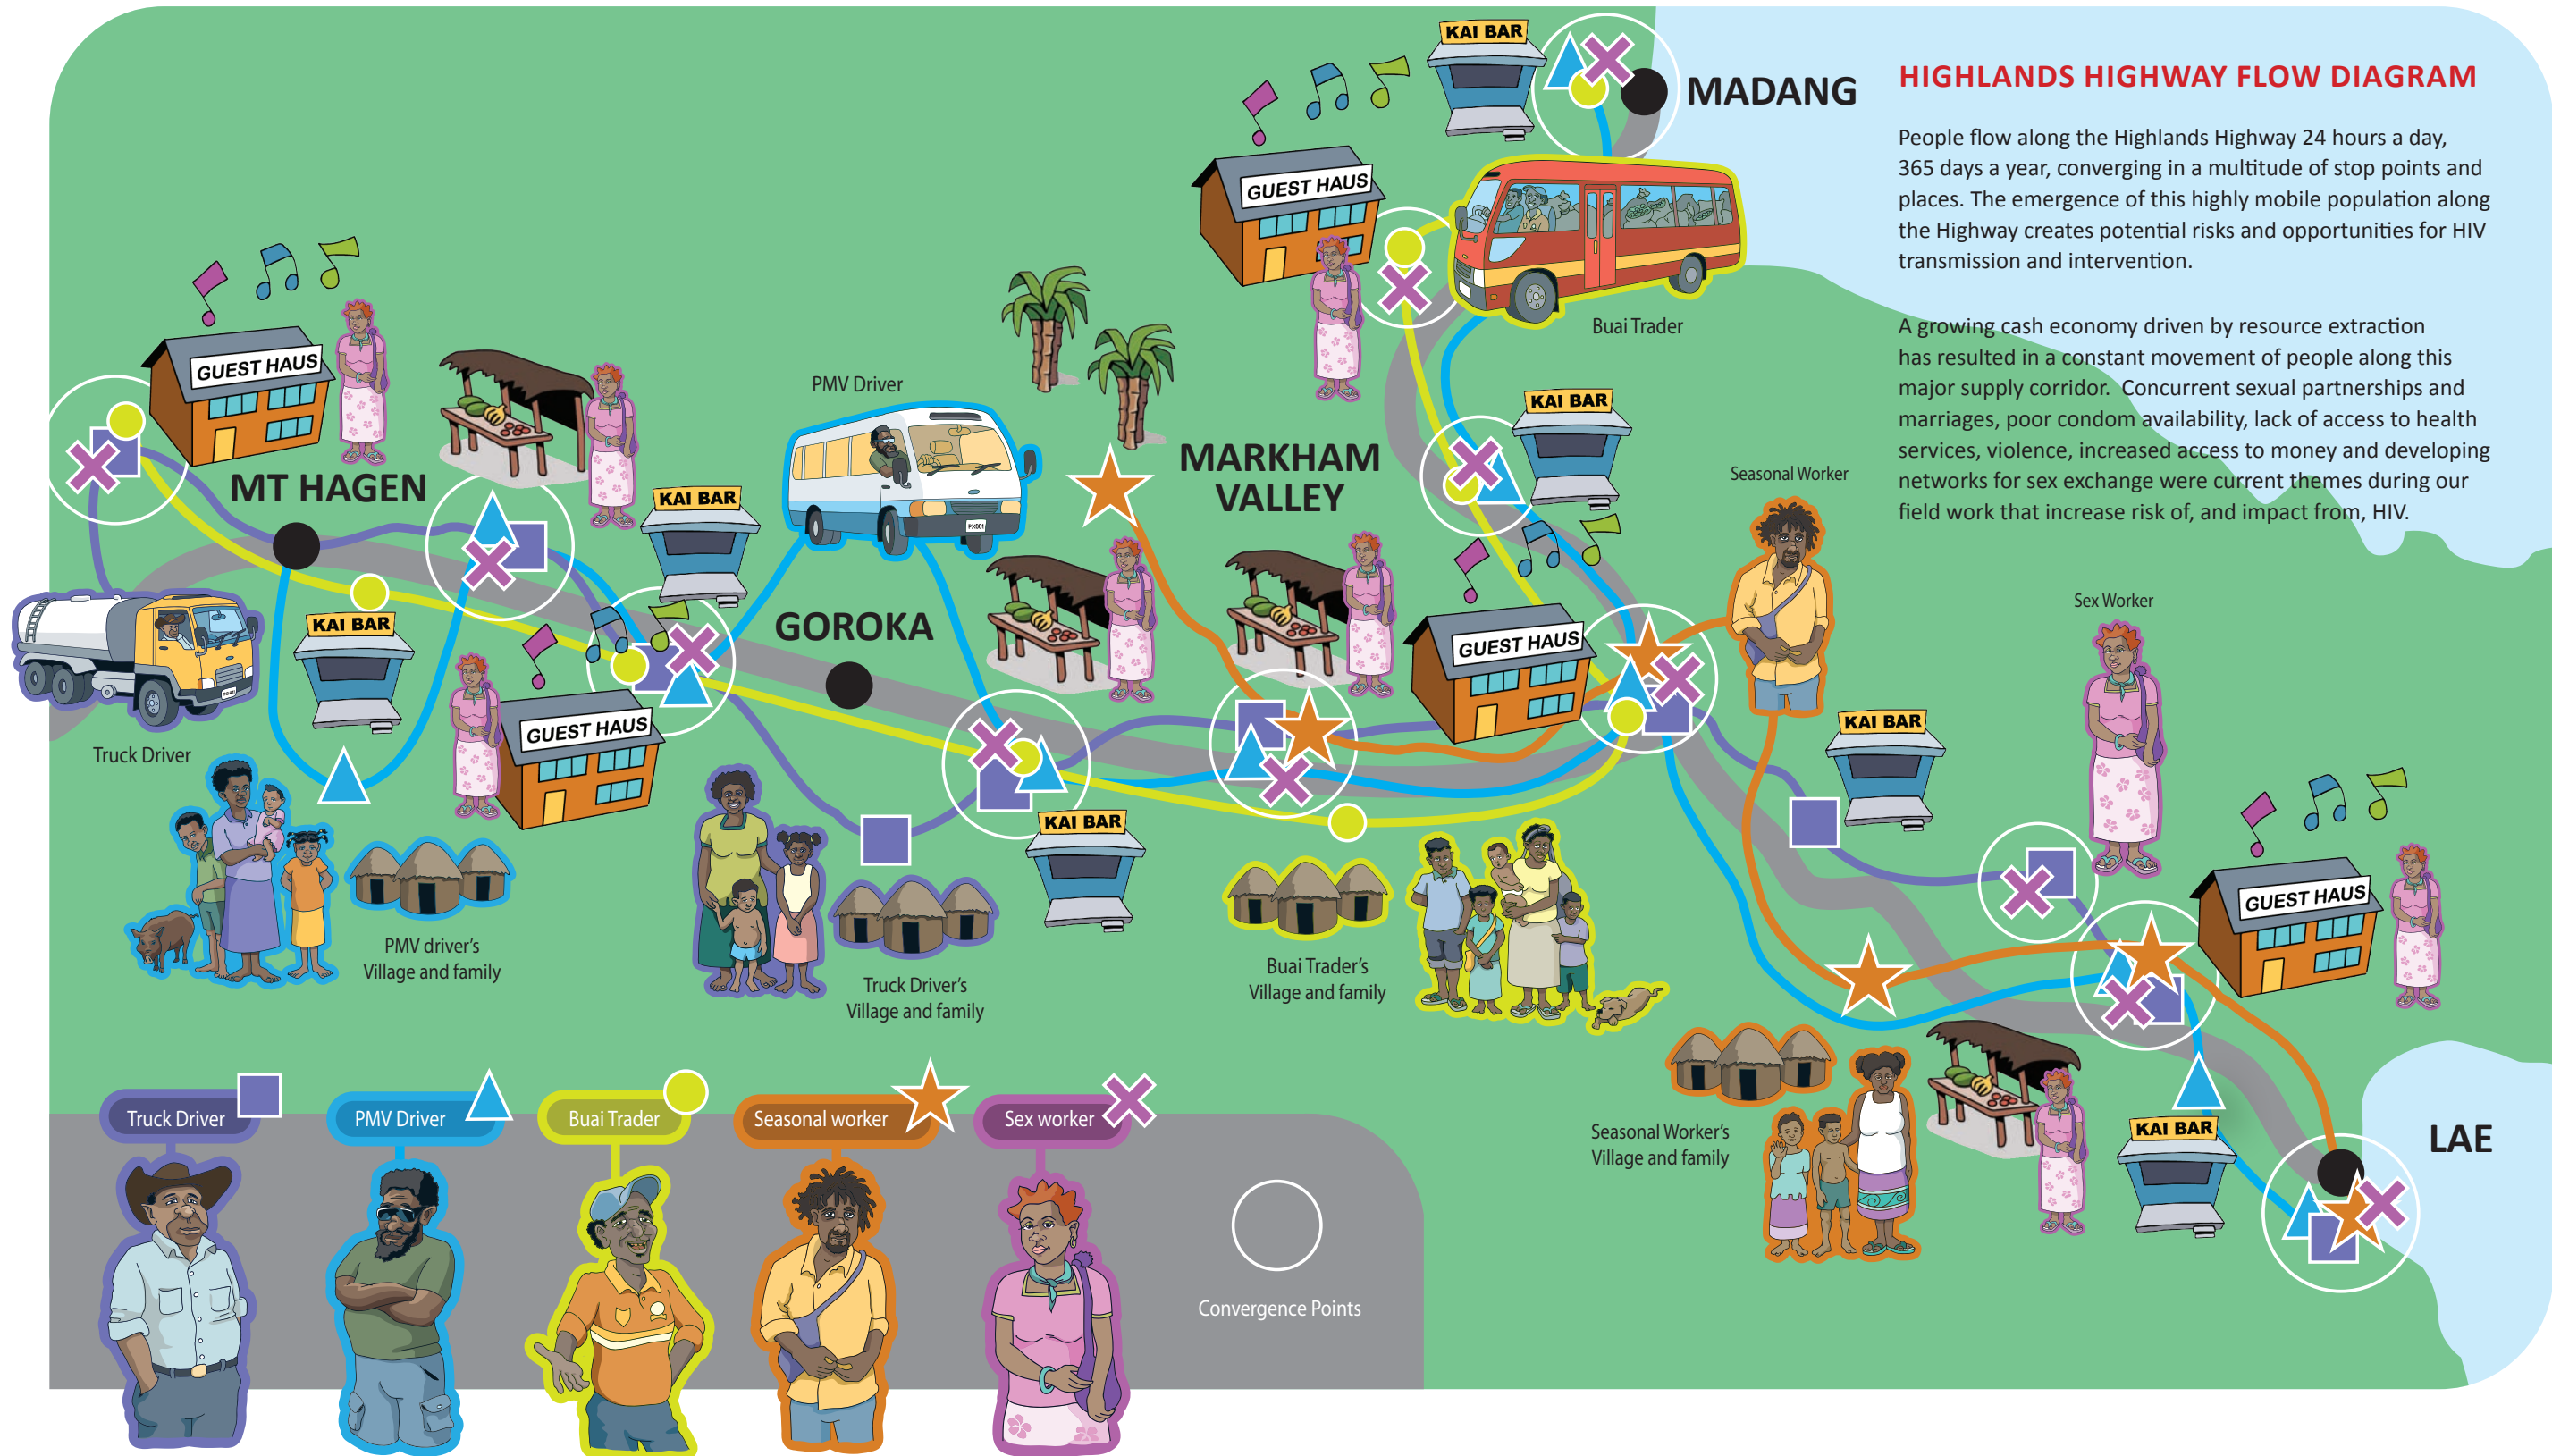 HIGHLANDS HIGHWAY FLOW DIAGRAM
People flow along the Highlands Highway 24 hours a day,
365 days a year, converging in a multitude of stop points and
places. The emergence of this highly mobile population along
the Highway creates potential risks and opportunities for HIV
transmission and intervention.
A growing cash economy driven by resource extraction
has resulted in a constant movement of people along this
major supply corridor. Concurrent sexual partnerships and
marriages, poor condom availability, lack of access to health
services, violence, increased access to money and developing
networks for sex exchange were current themes during our
field work that increase risk of, and impact from, HIV.
KAI BAR
MADANG
GUEST HAUS
Buai Trader
GUEST HAUS
MT HAGEN
PMV Driver
PX001
KAI BAR
MARKHAM
VALLEY
KAI BAR
Seasonal Worker
Sex Worker
KAI BAR
GOROKA
GUEST HAUS
Truck Driver
GUEST HAUS
KAI BAR
KAI BAR
GUEST HAUS
PMV driver's
Village and family
Truck Driver's
Village and family
Buai Trader's
Village and family
Seasonal Worker's
Village and family
KAI BAR
LAE
Truck Driver
PMV Driver
Buai Trader
Seasonal worker
Sex worker
Convergence Points